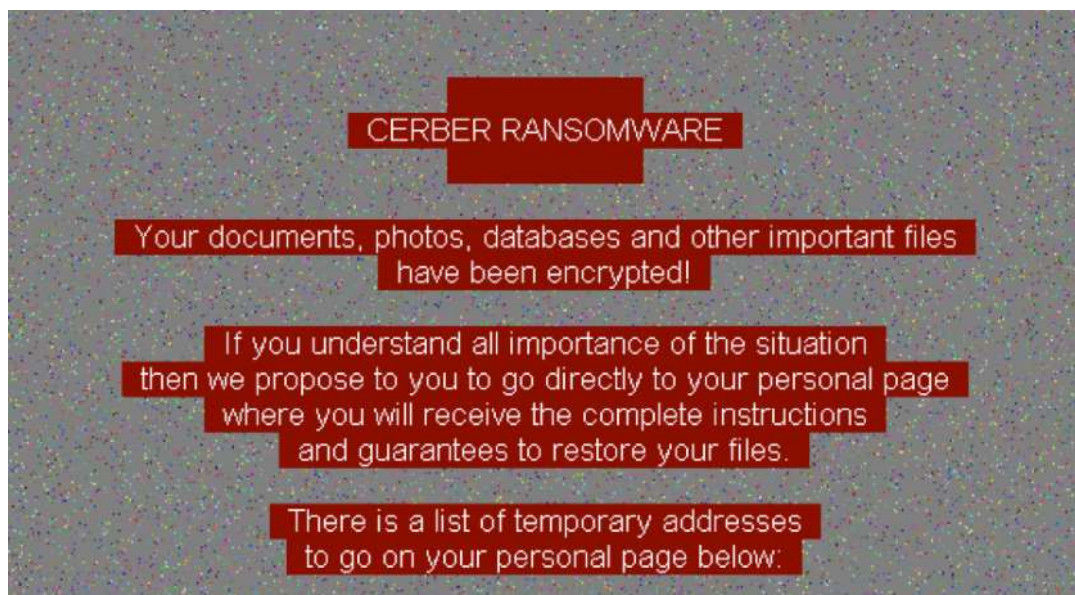 CERBER RANSOMWARE
Your documents, photos, databases and other important files
have been encrypted!
If you understand all importance of the situation
then we propose to you to go directly to your personal page
where you will receive the complete instructions
and guarantees to restore your files.
There is a list of temporary addresses
to go on your personal page below: